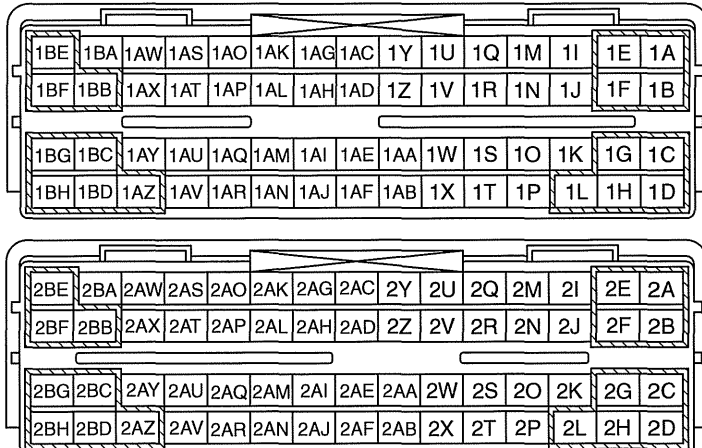 1BE 1BA 1AW 1AS 1AO 1AK 1AG 1AC 1Y 1U 1Q 1M 1I 1E 1A
1BF 1BB 1AX 1AT 1AP 1AL 1AH 1AD 1Z 1V 1R 1N 1J 1F 1B
1BG 1BC 1AY 1AU 1AQ 1AM 1AI 1AE 1AA 1W 1S 1O 1K 1G 1C
1BH 1BD 1AZ 1AV 1AR 1AN 1AJ 1AF 1AB 1X 1T 1P 1L 1H 1D
2BE 2BA 2AW 2AS 2AO 2AK 2AG 2AC 2Y 2U 2Q 2M 2I 2E 2A
2BF 2BB 2AX 2AT 2AP 2AL 2AH 2AD 2Z 2V 2R 2N 2J 2F 2B
2BG 2BC 2AY 2AU 2AQ 2AM 2AI 2AE 2AA 2W 2S 2O 2K 2G 2C
2BH 2BD 2AZ 2AV 2AR 2AN 2AJ 2AF 2AB 2X 2T 2P 2L 2H 2D